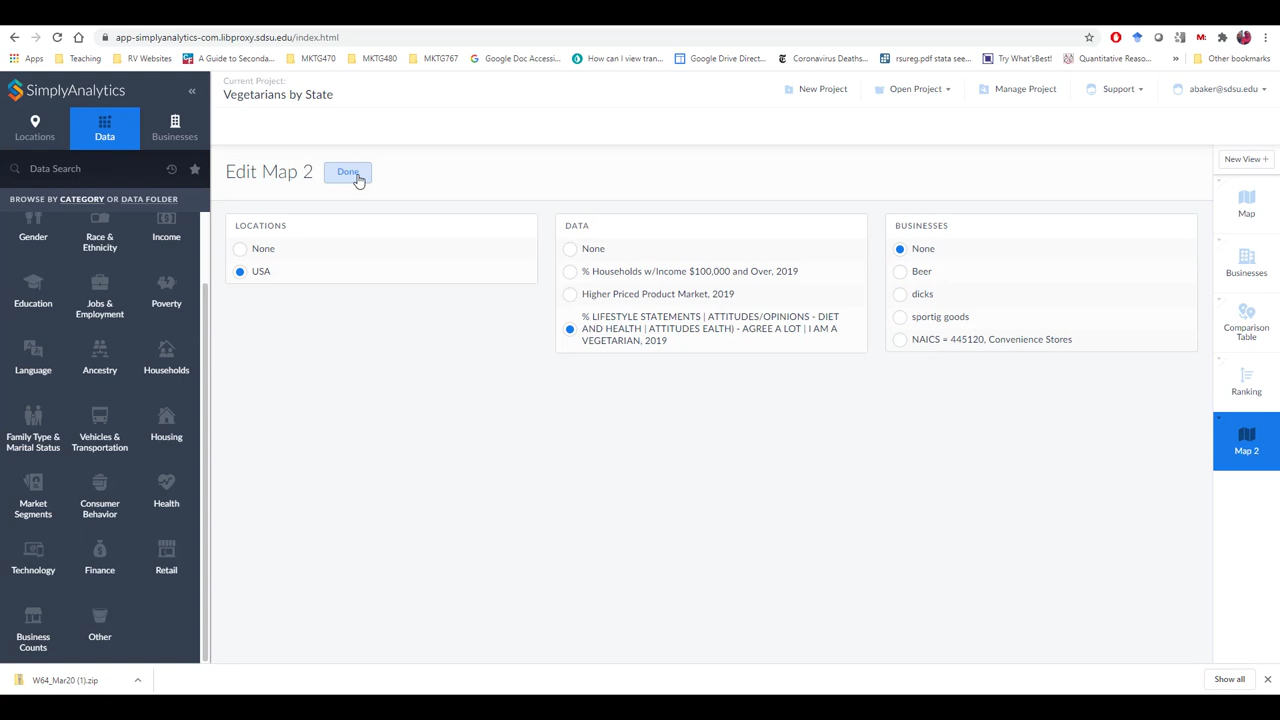 app-simplyanalytics-com.libproxy.sdsu.edu/index.html
Apps Teaching RV Websites A Guide to Seconda... MKTG470 MKTG480 MKTG767 Google Doc Accessi... How can I view tran... Google Drive Direct... Coronavirus Deaths... rsureg.pdf stata see... Try What'sBest! Quantitative Reaso... » Other bookmarks
SimplyAnalytics «
Current Project:
Vegetarians by State
New Project Open Project Manage Project Support abaker@sdsu.edu
Locations Data Businesses
Data Search
BROWSE BY CATEGORY OR DATA FOLDER
Gender Race & Ethnicity Income
Education Jobs & Employment Poverty
Language Ancestry Households
Family Type & Marital Status Vehicles & Transportation Housing
Market Segments Consumer Behavior Health
Technology Finance Retail
Business Counts Other
Edit Map 2 Done
LOCATIONS
None
USA
DATA
None
% Households w/Income $100,000 and Over, 2019
Higher Priced Product Market, 2019
% LIFESTYLE STATEMENTS | ATTITUDES/OPINIONS - DIET
AND HEALTH | ATTITUDES EALTH) - AGREE A LOT | I AM A
VEGETARIAN, 2019
BUSINESSES
None
Beer
dicks
sportig goods
NAICS = 445120, Convenience Stores
New View +
Map
Businesses
Comparison
Table
Ranking
Map 2
W64_Mar20 (1).zip
Show all